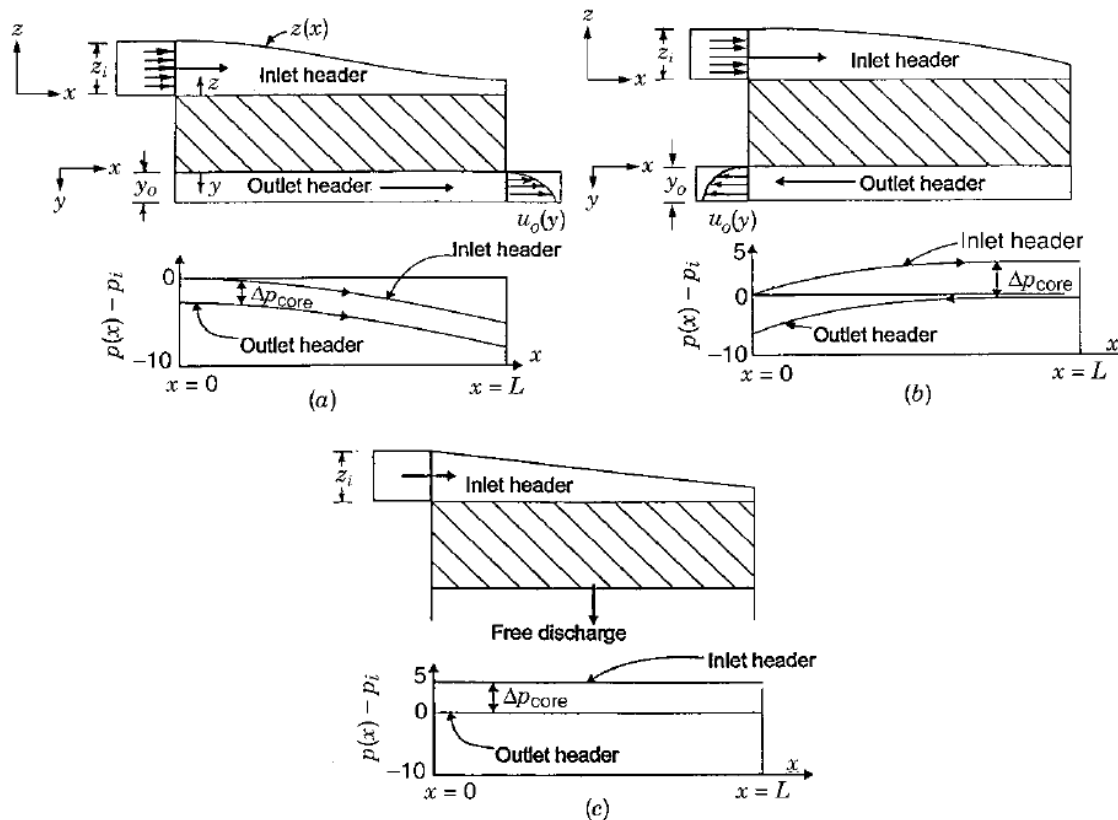 z
x
z_i
z(x)
Inlet header
z
x
y
y_o
y
Outlet header
u_o(y)
p(x) − p_i
0
−10
Δp_core
Inlet header
Outlet header
x
x = 0
x = L
(a)
z
x
z_i
Inlet header
x
y
y_o
Outlet header
u_o(y)
p(x) − p_i
5
0
−10
Inlet header
Δp_core
Outlet header
x
x = 0
x = L
(b)
z_i
Inlet header
Free discharge
p(x) − p_i
5
0
−10
Inlet header
Δp_core
Outlet header
x
x = 0
x = L
(c)